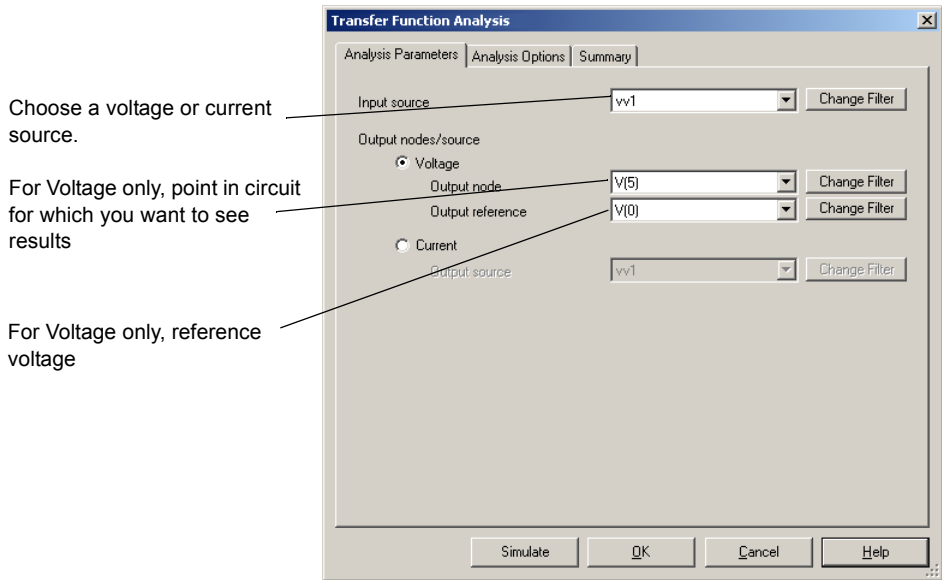 Transfer Function Analysis
Analysis Parameters Analysis Options Summary
Choose a voltage or current
source.
Input source vv1 Change Filter
Output nodes/source
Voltage
For Voltage only, point in circuit
for which you want to see
results
Output node V(5) Change Filter
Output reference V(0) Change Filter
Current
Output source vv1 Change Filter
For Voltage only, reference
voltage
Simulate OK Cancel Help